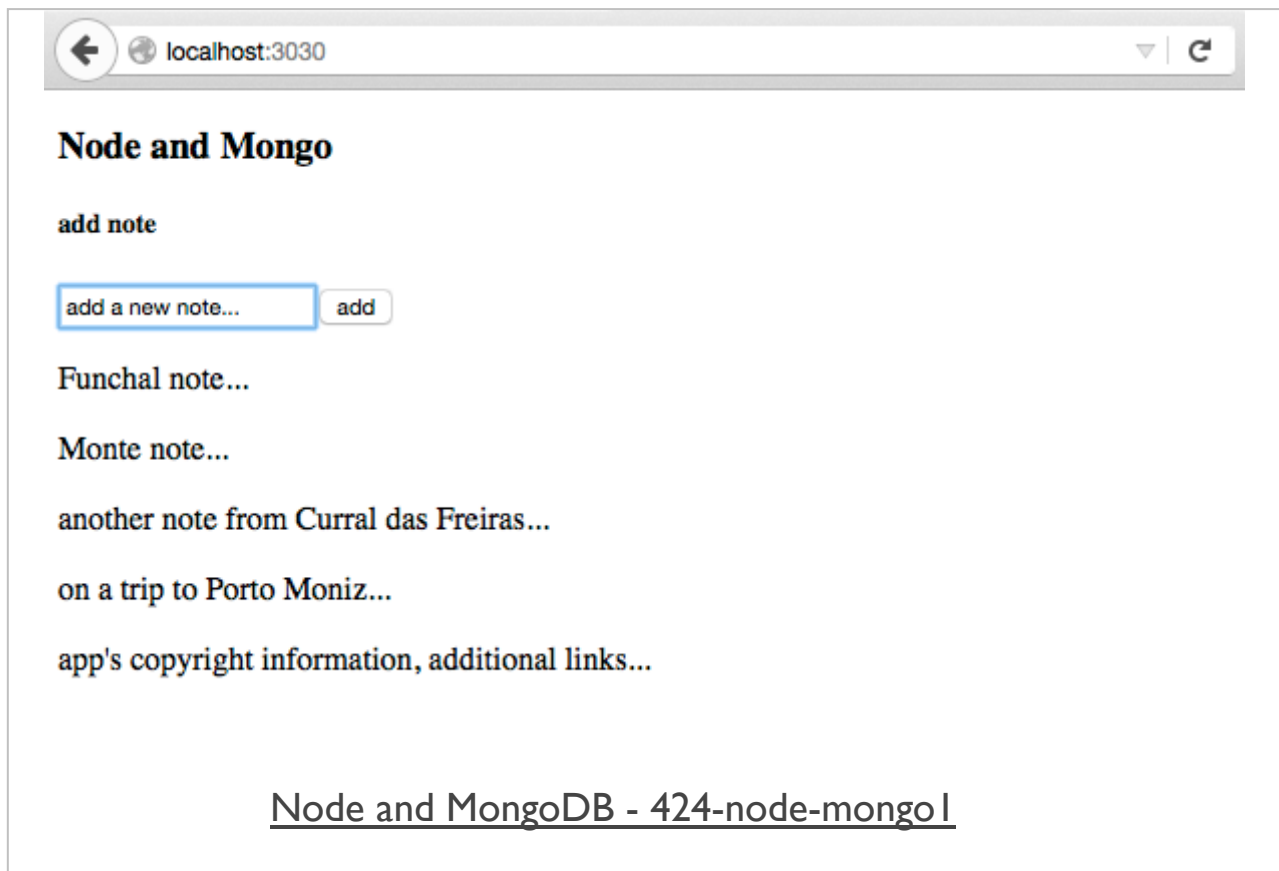 localhost:3030
Node and Mongo
add note
add a new note... add
Funchal note...
Monte note...
another note from Curral das Freiras...
on a trip to Porto Moniz...
app's copyright information, additional links...
Node and MongoDB - 424-node-mongo1